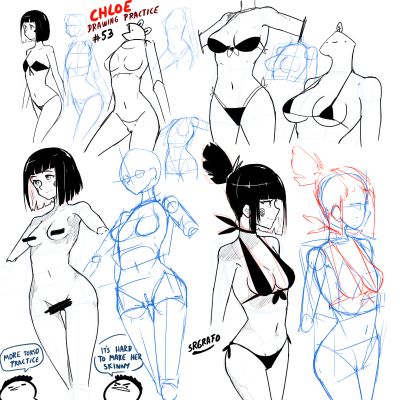 CHLOE
DRAWING PRACTICE
#53
SRGRAFO
MORE TORSO
PRACTICE
IT'S HARD
TO MAKE HER
SKINNY